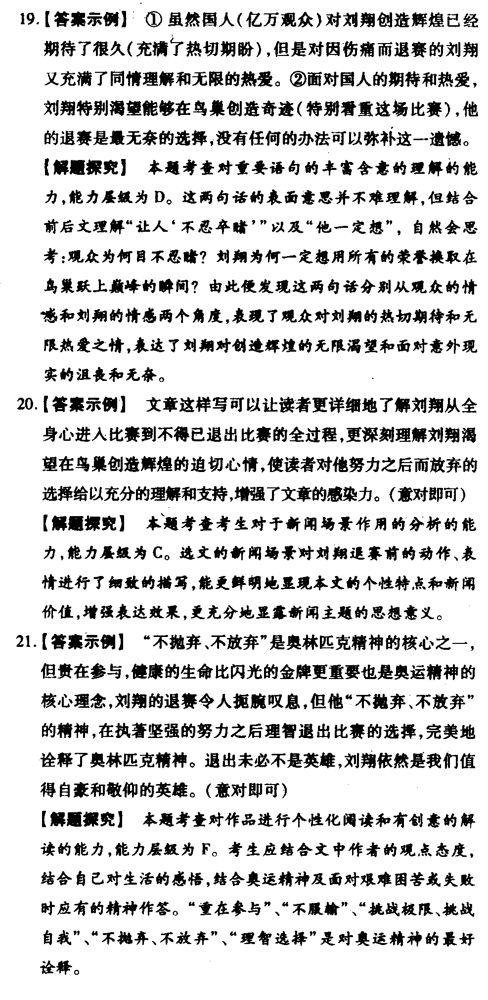 19.【答案示例】 ①虽然国人(亿万观众)对刘翔创造辉煌已经
期待了很久(充满了热切期盼),但是对因伤痛而退赛的刘翔
又充满了同情理解和无限的热爱。②面对国人的期待和热爱,
刘翔特别渴望能够在鸟巢创造奇迹(特别看重这场比赛),他
的退赛是最无奈的选择,没有任何的办法可以弥补这一遗憾。
【解题探究】 本题考查对重要语句的丰富含意的理解的能
力,能力层级为 D。这两句话的表面意思并不难理解,但结合
前后文理解“让人‘不忍卒睹’”以及“他一定想”,自然会思
考:观众为何目不忍睹?刘翔为何一定想用所有的荣誉换取在
鸟巢跃上巅峰的瞬间?由此便发现这两句话分别从观众的情
感和刘翔的情感两个角度,表现了观众对刘翔的热切期待和无
限热爱之情,表达了刘翔对创造辉煌的无限渴望和面对意外现
实的沮丧和无奈。
20.【答案示例】 文章这样写可以让读者更详细地了解刘翔从全
身心进入比赛到不得已退出比赛的全过程,更深刻理解刘翔渴
望在鸟巢创造辉煌的迫切心情,使读者对他努力之后而放弃的
选择给以充分的理解和支持,增强了文章的感染力。(意对即可)
【解题探究】 本题考查考生对于新闻场景作用的分析的能
力,能力层级为 C。选文的新闻场景对刘翔退赛前的动作、表
情进行了细致的描写,能更鲜明地显现本文的个性特点和新闻
价值,增强表达效果,更充分地显露新闻主题的思想意义。
21.【答案示例】 “不抛弃、不放弃”是奥林匹克精神的核心之一,
但贵在参与,健康的生命比闪光的金牌更重要也是奥运精神的
核心理念,刘翔的退赛令人扼腕叹息,但他“不抛弃、不放弃”
的精神,在执著坚强的努力之后理智退出比赛的选择,完美地
诠释了奥林匹克精神。退出未必不是英雄,刘翔依然是我们值
得自豪和敬仰的英雄。(意对即可)
【解题探究】 本题考查对作品进行个性化阅读和有创意的解
读的能力,能力层级为 F。考生应结合文中作者的观点态度,
结合自己对生活的感悟,结合奥运精神及面对艰难困苦或失败
时应有的精神作答。“重在参与”、“不服输”、“挑战极限、挑战
自我”、“不抛弃、不放弃”、“理智选择”是对奥运精神的最好
诠释。